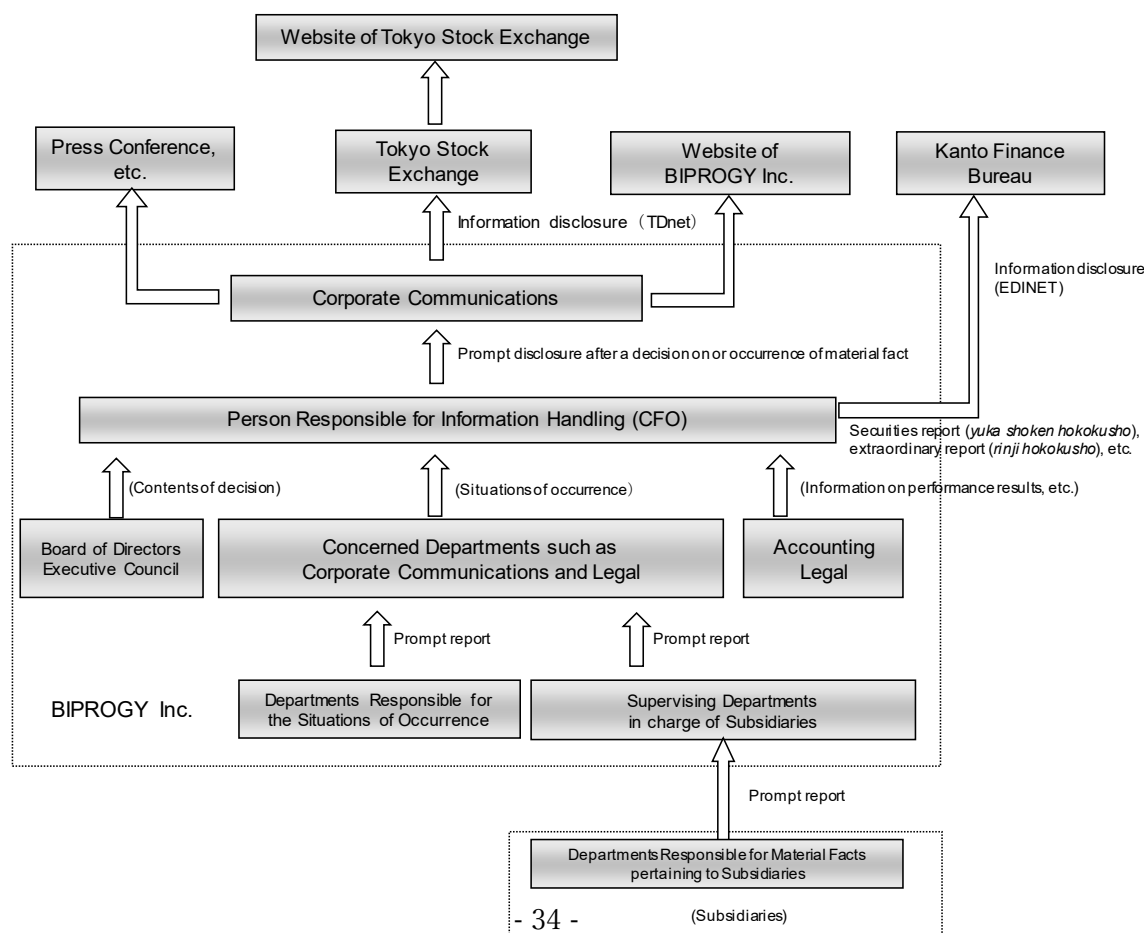 Website of Tokyo Stock Exchange
Press Conference,
etc.
Tokyo Stock
Exchange
Website of
BIPROGY Inc.
Kanto Finance
Bureau
Information disclosure（TDnet）
Information disclosure
(EDINET)
Corporate Communications
Prompt disclosure after a decision on or occurrence of material fact
Person Responsible for Information Handling (CFO)
Securities report (yuka shoken hokokusho),
extraordinary report (rinji hokokusho), etc.
(Contents of decision)
(Situations of occurrence）
(Information on performance results, etc.)
Board of Directors
Executive Council
Concerned Departments such as
Corporate Communications and Legal
Accounting
Legal
Prompt report
Prompt report
BIPROGY Inc.
Departments Responsible for
the Situations of Occurrence
Supervising Departments
in charge of Subsidiaries
Prompt report
Departments Responsible for Material Facts
pertaining to Subsidiaries
- 34 -
(Subsidiaries)